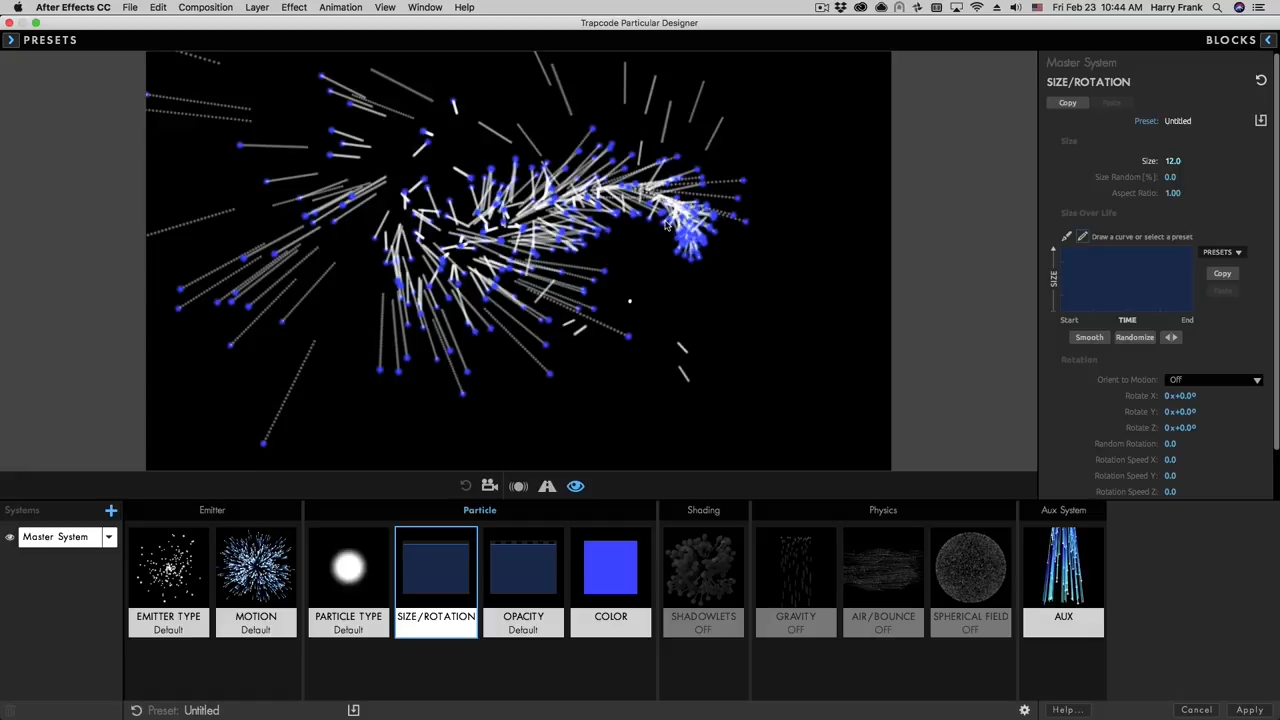 After Effects CC File Edit Composition Layer Effect Animation View Window Help Fri Feb 23 10:44 AM Harry Frank
Trapcode Particular Designer
PRESETS BLOCKS
Master System
SIZE/ROTATION
Copy Paste
Preset: Untitled
Size
Size: 12.0
Size Random [%]: 0.0
Aspect Ratio: 1.00
Size Over Life
Draw a curve or select a preset
PRESETS
SIZE
Copy
Paste
Start TIME End
Smooth Randomize
Rotation
Orient to Motion: Off
Rotate X: 0x+0.0°
Rotate Y: 0x+0.0°
Rotate Z: 0x+0.0°
Random Rotation: 0.0
Rotation Speed X: 0.0
Rotation Speed Y: 0.0
Rotation Speed Z: 0.0
Systems Emitter Particle Shading Physics Aux System
Master System
EMITTER TYPE MOTION PARTICLE TYPE SIZE/ROTATION OPACITY COLOR SHADOWLETS GRAVITY AIR/BOUNCE SPHERICAL FIELD AUX
Default Default Default Default OFF OFF OFF OFF
Preset: Untitled Help... Cancel Apply